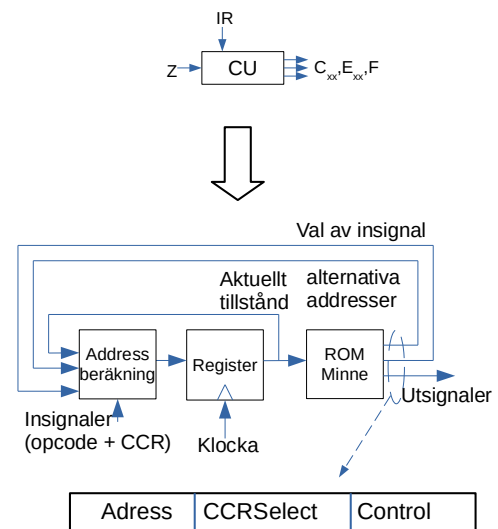 IR
Z
CU
Cxx,Exx,F
Val av insignal
Aktuellt
tillstånd
alternativa
addresser
Address
beräkning
Register
ROM
Minne
Utsignaler
Insignaler
(opcode + CCR)
Klocka
Adress
CCRSelect
Control